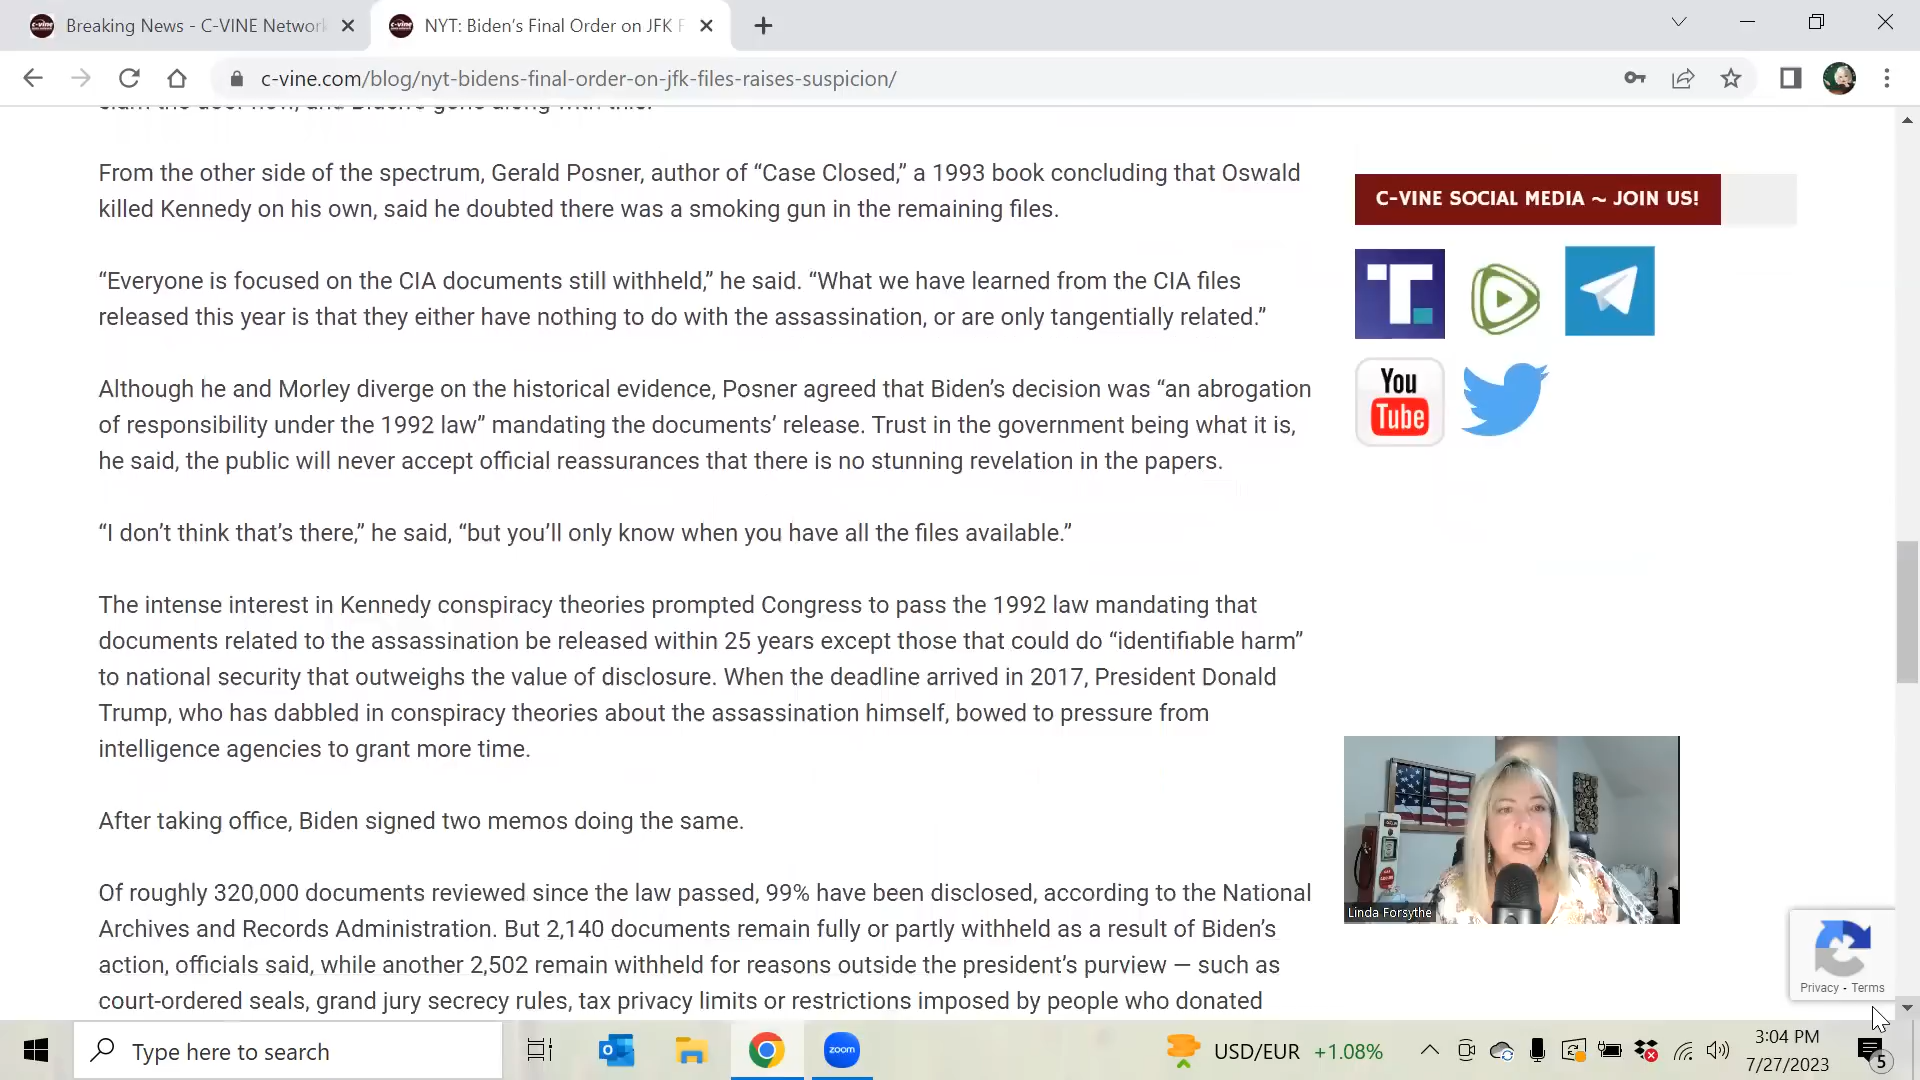 Breaking News - C-VINE Network
NYT: Biden's Final Order on JFK F
c-vine.com/blog/nyt-bidens-final-order-on-jfk-files-raises-suspicion/
From the other side of the spectrum, Gerald Posner, author of “Case Closed,” a 1993 book concluding that Oswald
killed Kennedy on his own, said he doubted there was a smoking gun in the remaining files.
“Everyone is focused on the CIA documents still withheld,” he said. “What we have learned from the CIA files
released this year is that they either have nothing to do with the assassination, or are only tangentially related.”
Although he and Morley diverge on the historical evidence, Posner agreed that Biden’s decision was “an abrogation
of responsibility under the 1992 law” mandating the documents’ release. Trust in the government being what it is,
he said, the public will never accept official reassurances that there is no stunning revelation in the papers.
“I don’t think that’s there,” he said, “but you’ll only know when you have all the files available.”
The intense interest in Kennedy conspiracy theories prompted Congress to pass the 1992 law mandating that
documents related to the assassination be released within 25 years except those that could do “identifiable harm”
to national security that outweighs the value of disclosure. When the deadline arrived in 2017, President Donald
Trump, who has dabbled in conspiracy theories about the assassination himself, bowed to pressure from
intelligence agencies to grant more time.
After taking office, Biden signed two memos doing the same.
Of roughly 320,000 documents reviewed since the law passed, 99% have been disclosed, according to the National
Archives and Records Administration. But 2,140 documents remain fully or partly withheld as a result of Biden’s
action, officials said, while another 2,502 remain withheld for reasons outside the president’s purview — such as
court-ordered seals, grand jury secrecy rules, tax privacy limits or restrictions imposed by people who donated
C-VINE SOCIAL MEDIA ~ JOIN US!
T.
You
Tube
Linda Forsythe
Privacy - Terms
Type here to search
zoom
USD/EUR +1.08%
3:04 PM
7/27/2023
5